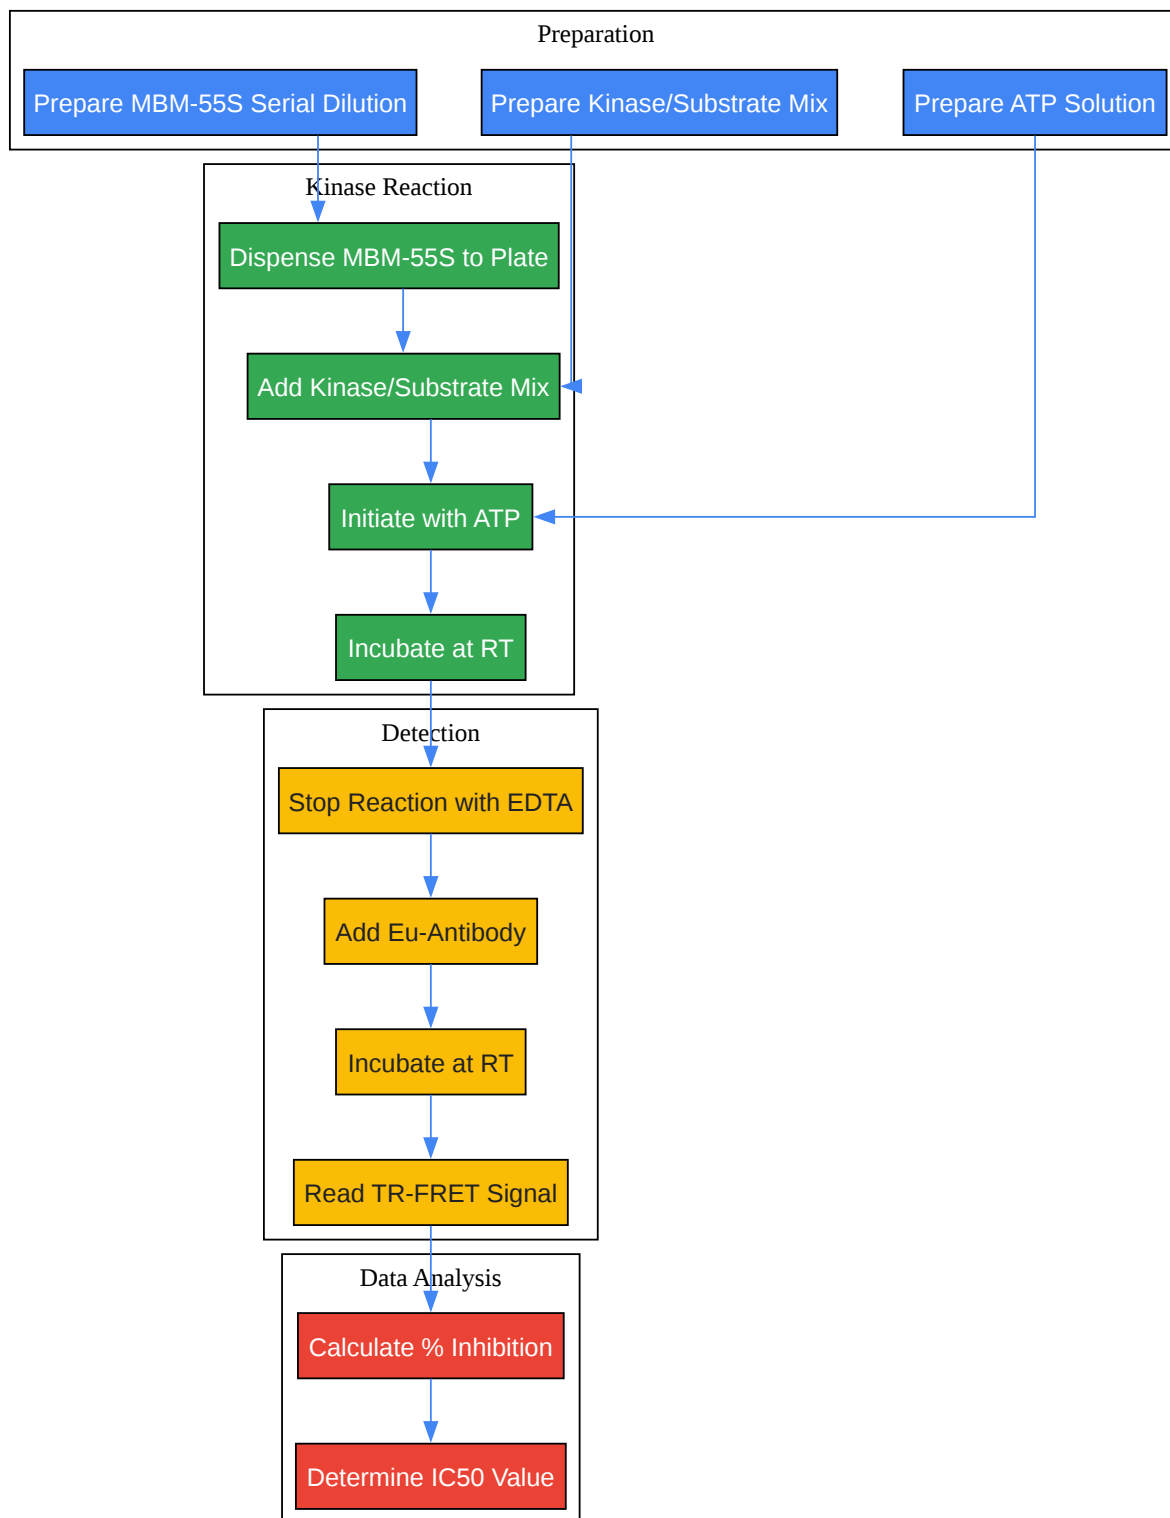 Preparation
Prepare MBM-55S Serial Dilution
Prepare Kinase/Substrate Mix
Prepare ATP Solution
Kinase Reaction
Dispense MBM-55S to Plate
Add Kinase/Substrate Mix
Initiate with ATP
Incubate at RT
Detection
Stop Reaction with EDTA
Add Eu-Antibody
Incubate at RT
Read TR-FRET Signal
Data Analysis
Calculate % Inhibition
Determine IC50 Value